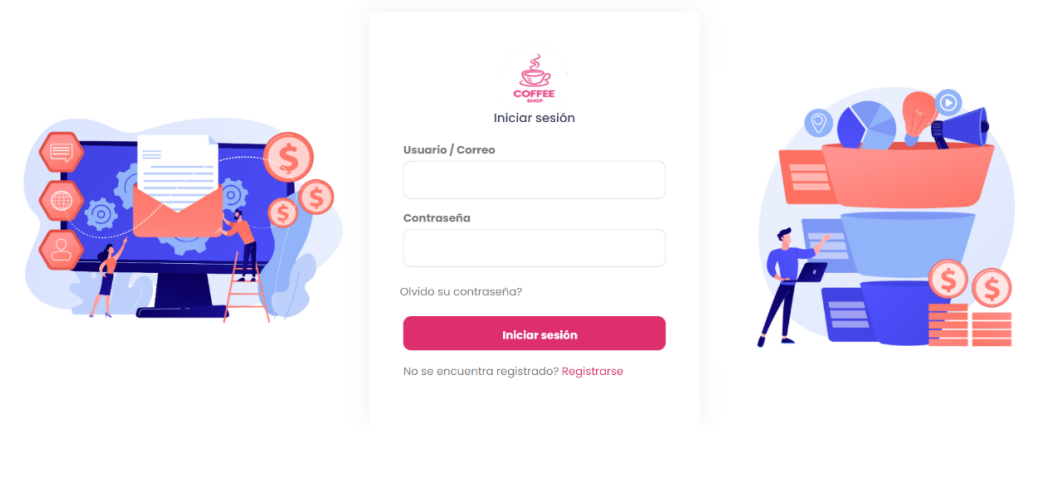 COFFEE
SHOP
Iniciar sesión
Usuario / Correo
Contraseña
Olvido su contraseña?
Iniciar sesión
No se encuentra registrado? Registrarse